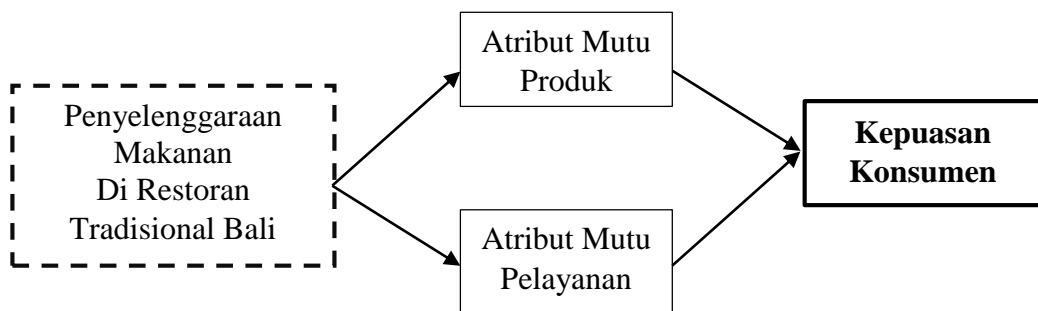 Penyelenggaraan
Makanan
Di Restoran
Tradisional Bali
Atribut Mutu
Produk
Atribut Mutu
Pelayanan
Kepuasan
Konsumen